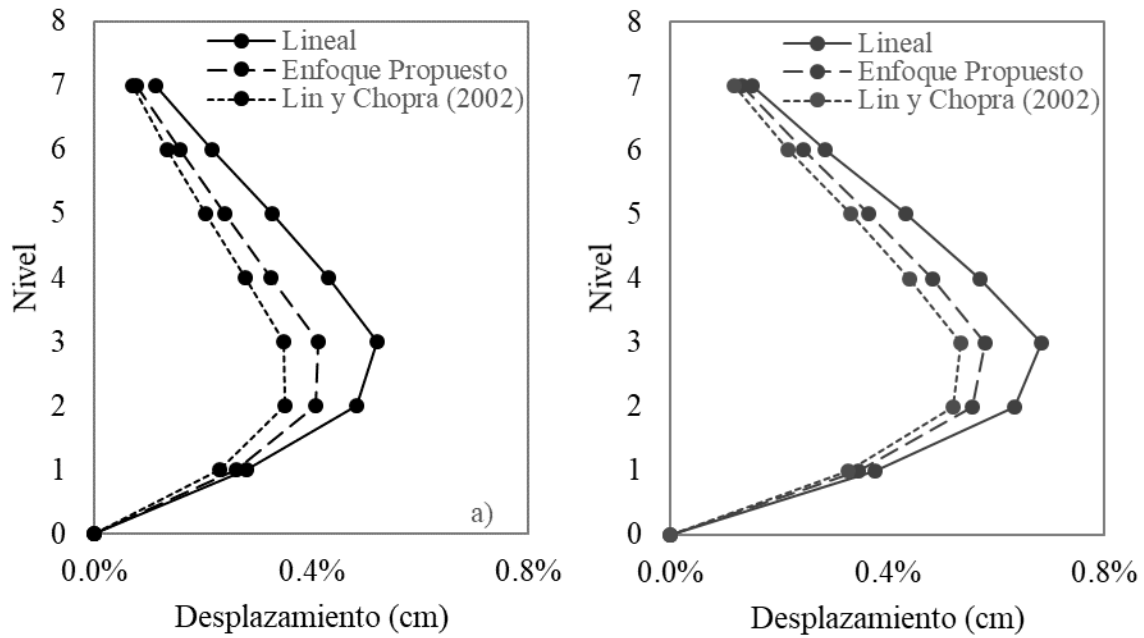 8
7
6
5
4
3
2
1
0
Nivel
Lineal
Enfoque Propuesto
Lin y Chopra (2002)
a)
0.0%
0.4%
0.8%
Desplazamiento (cm)
8
7
6
5
4
3
2
1
0
Nivel
Lineal
Enfoque Propuesto
Lin y Chopra (2002)
0.0%
0.4%
0.8%
Desplazamiento (cm)